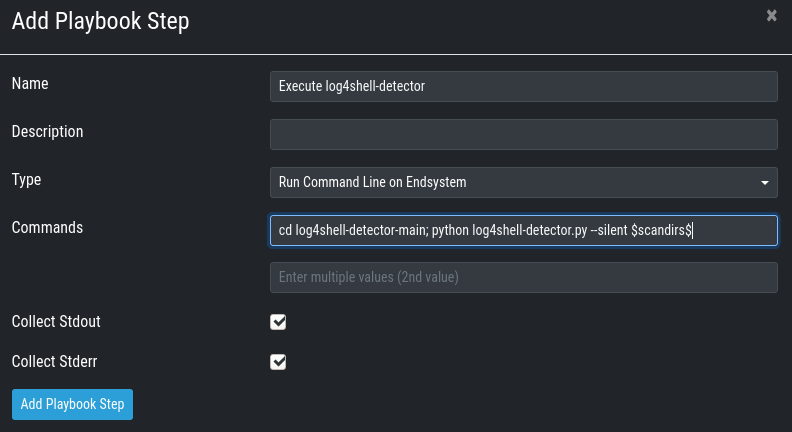 Add Playbook Step
×
Name
Execute log4shell-detector
Description
Type
Run Command Line on Endsystem
Commands
cd log4shell-detector-main; python log4shell-detector.py --silent $scandirs$
Enter multiple values (2nd value)
Collect Stdout
Collect Stderr
Add Playbook Step